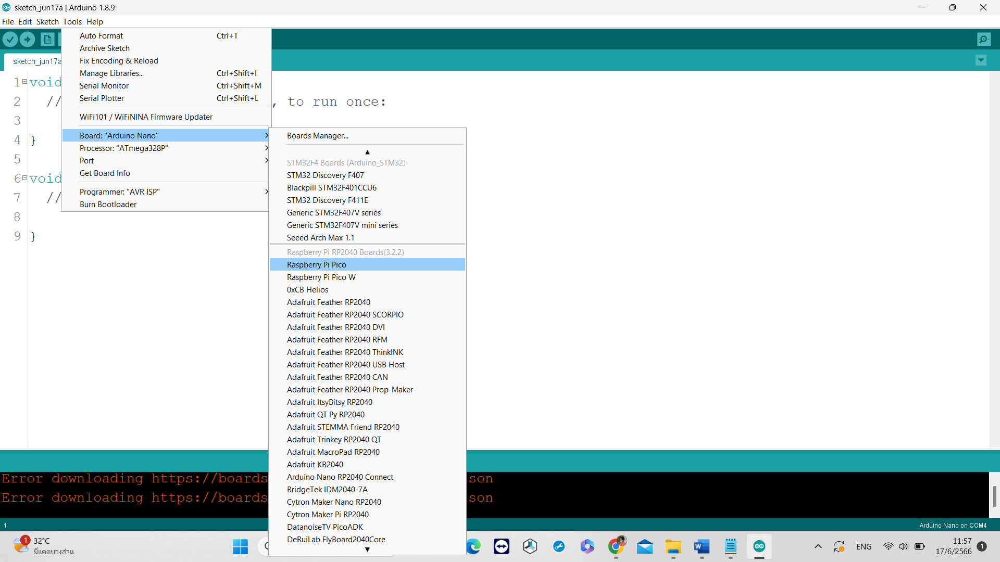 sketch_jun17a | Arduino 1.8.9
File Edit Sketch Tools Help
sketch_jun17a
Auto Format Ctrl+T
Archive Sketch
Fix Encoding & Reload
Manage Libraries... Ctrl+Shift+I
Serial Monitor Ctrl+Shift+M
Serial Plotter Ctrl+Shift+L
WiFi101 / WiFiNINA Firmware Updater
Board: "Arduino Nano"
Processor: "ATmega328P"
Port
Get Board Info
Programmer: "AVR ISP"
Burn Bootloader
1 void
2 // , to run once:
3
4 }
5
6 void
7 //
8
9 }
Boards Manager...
STM32F4 Boards (Arduino_STM32)
STM32 Discovery F407
Blackpill STM32F401CCU6
STM32 Discovery F411E
Generic STM32F407V series
Generic STM32F407V mini series
Seeed Arch Max 1.1
Raspberry Pi RP2040 Boards(3.2.2)
Raspberry Pi Pico
Raspberry Pi Pico W
0xCB Helios
Adafruit Feather RP2040
Adafruit Feather RP2040 SCORPIO
Adafruit Feather RP2040 DVI
Adafruit Feather RP2040 RFM
Adafruit Feather RP2040 ThinkINK
Adafruit Feather RP2040 USB Host
Adafruit Feather RP2040 CAN
Adafruit Feather RP2040 Prop-Maker
Adafruit ItsyBitsy RP2040
Adafruit QT Py RP2040
Adafruit STEMMA Friend RP2040
Adafruit Trinkey RP2040 QT
Adafruit MacroPad RP2040
Adafruit KB2040
Arduino Nano RP2040 Connect
BridgeTek IDM2040-7A
Cytron Maker Nano RP2040
Cytron Maker Pi RP2040
DatanoiseTV PicoADK
DeRuiLab FlyBoard2040Core
Error downloading https://boards son
Error downloading https://boards son
1 Arduino Nano on COM4
1 32°C
มีแดดบางส่วน
W
ENG
11:57
17/6/2566
1